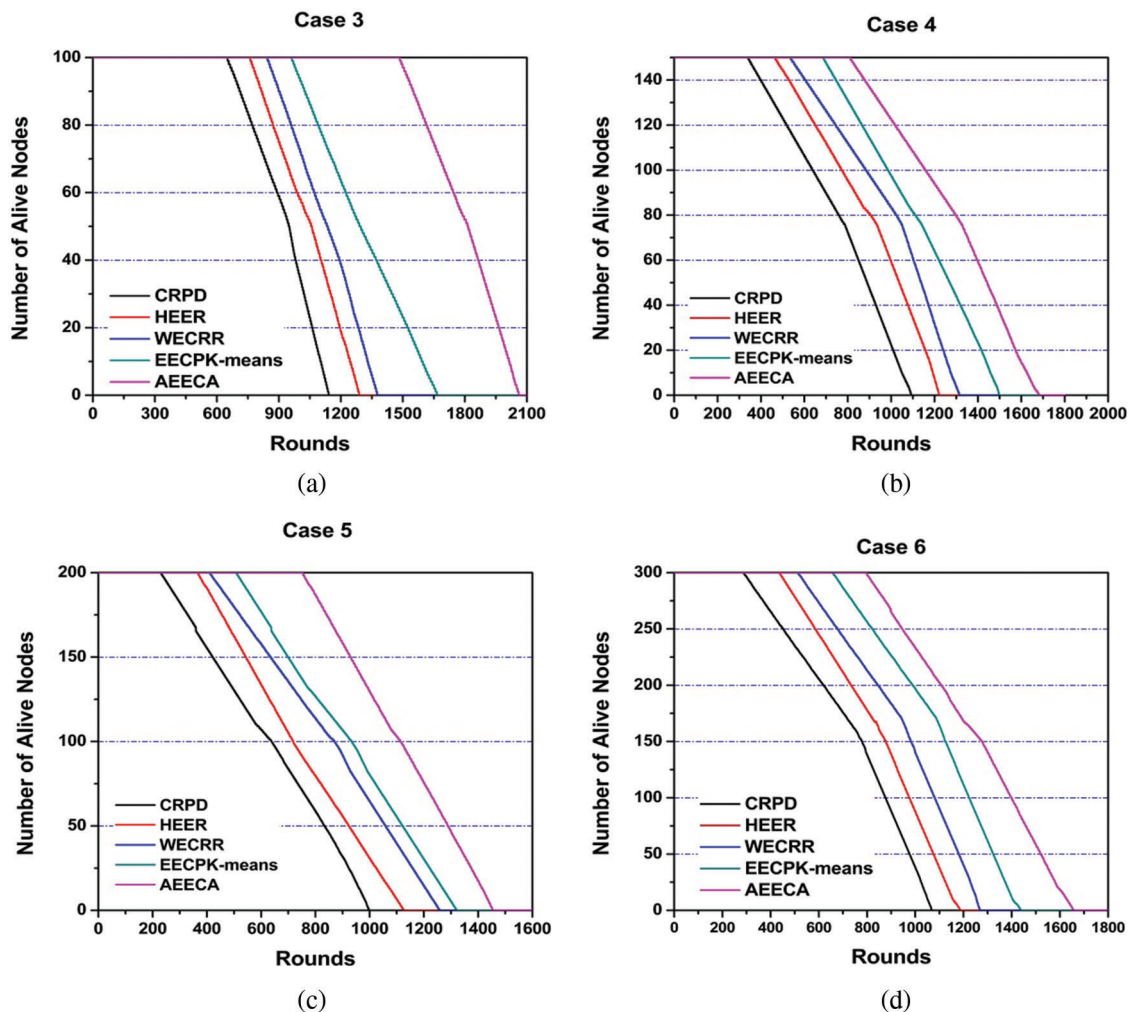 Case 3
100
80
60
40
20
0
Number of Alive Nodes
CRPD
HEER
WECRR
EECPK-means
AEECA
0 300 600 900 1200 1500 1800 2100
Rounds
(a)
Case 4
140
120
100
80
60
40
20
0
Number of Alive Nodes
CRPD
HEER
WECRR
EECPK-means
AEECA
0 200 400 600 800 1000 1200 1400 1600 1800 2000
Rounds
(b)
Case 5
200
150
100
50
0
Number of Alive Nodes
CRPD
HEER
WECRR
EECPK-means
AEECA
0 200 400 600 800 1000 1200 1400 1600
Rounds
(c)
Case 6
300
250
200
150
100
50
0
Number of Alive Nodes
CRPD
HEER
WECRR
EECPK-means
AEECA
0 200 400 600 800 1000 1200 1400 1600 1800
Rounds
(d)